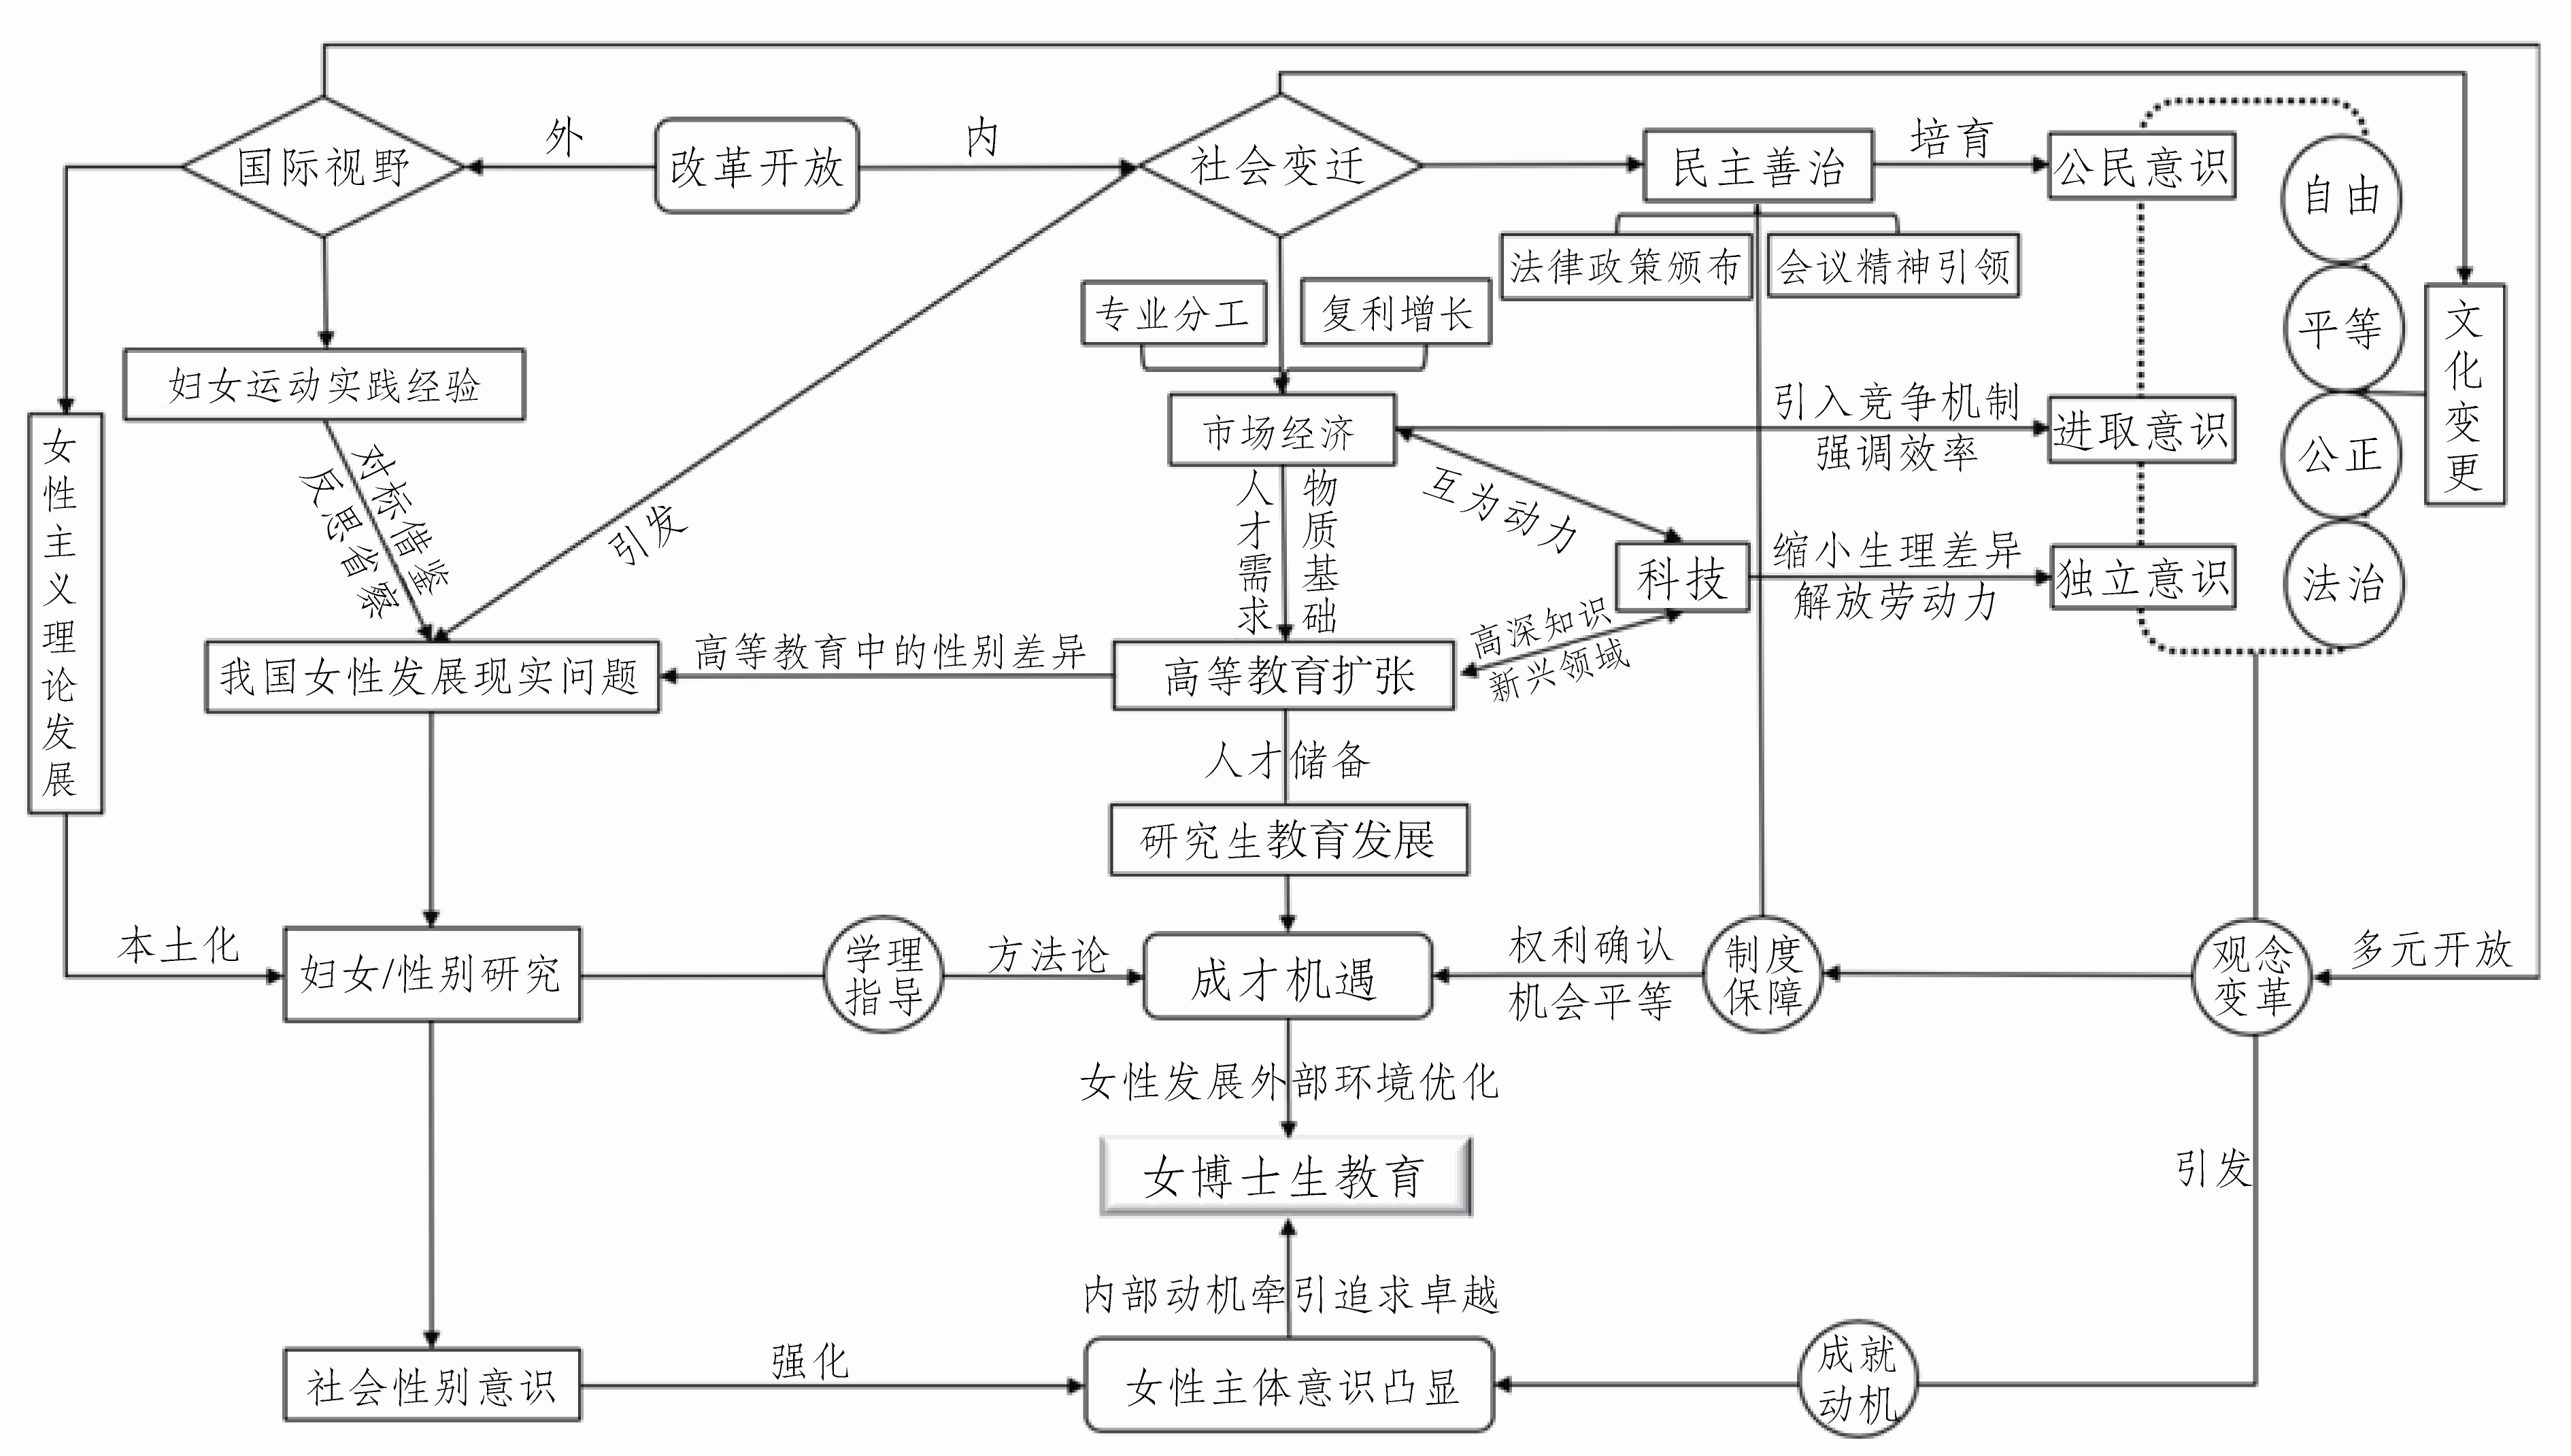 外
内
国际视野
改革开放
社会变迁
民主善治
培育
公民意识
自由
法律政策颁布
会议精神引领
专业分工
复利增长
平等
文化变更
妇女运动实践经验
市场经济
引入竞争机制
强调效率
进取意识
公正
女性主义理论发展
对标借鉴
反思省察
引发
人才需求
物质基础
互为动力
科技
缩小生理差异
解放劳动力
独立意识
法治
我国女性发展现实问题
高等教育中的性别差异
高等教育扩张
高深知识
新兴领域
人才储备
研究生教育发展
本土化
妇女/性别研究
学理
指导
方法论
成才机遇
权利确认
机会平等
制度
保障
观念
变革
多元开放
女性发展外部环境优化
女博士生教育
引发
内部动机牵引追求卓越
社会性别意识
强化
女性主体意识凸显
成就
动机